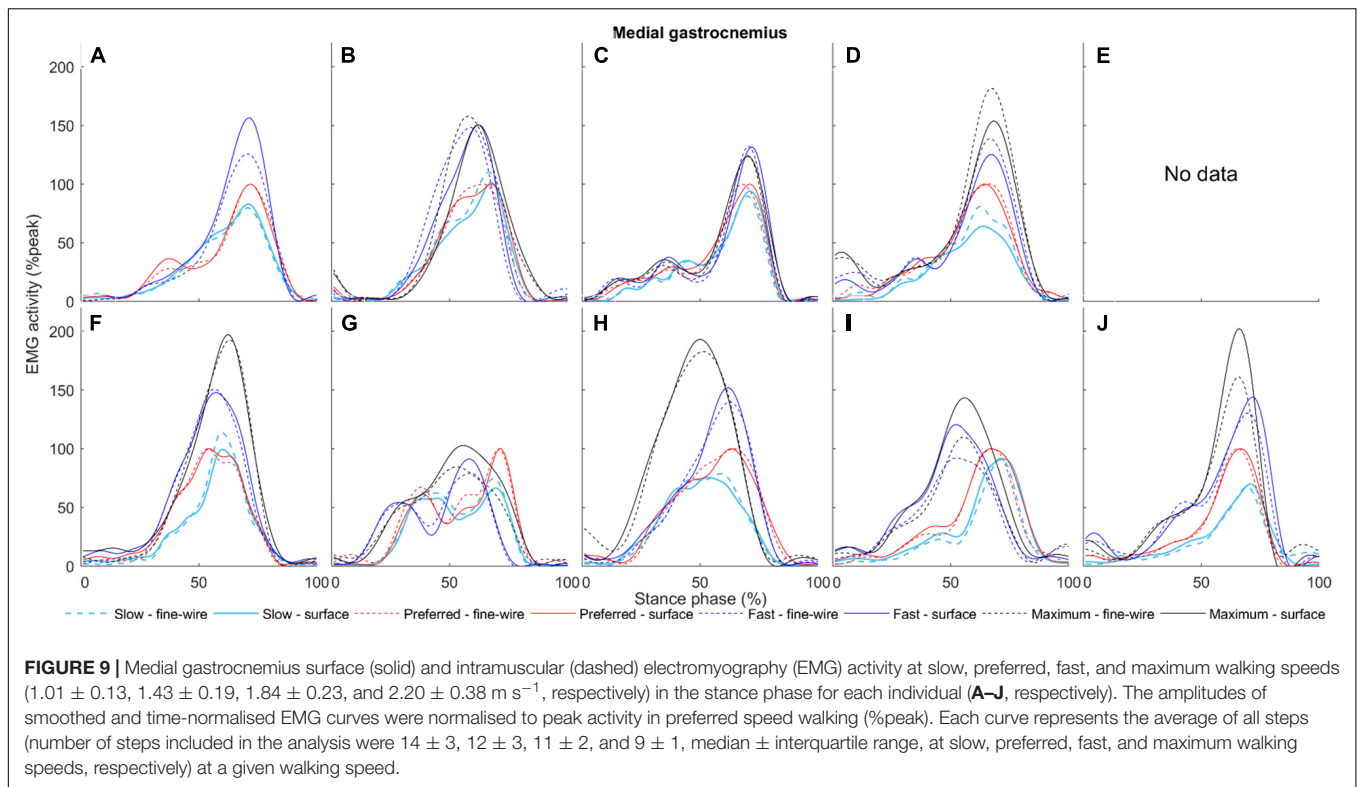 Medial gastrocnemius
A B C D E
200
150
100
50
0
No data
EMG activity (%peak)
50 100
F G H I J
200
150
100
50
0
0 50 100 50 100 50 100 50 100 50 100
Stance phase (%)
Slow - fine-wire Slow - surface Preferred - fine-wire Preferred - surface Fast - fine-wire Fast - surface Maximum - fine-wire Maximum - surface
FIGURE 9 | Medial gastrocnemius surface (solid) and intramuscular (dashed) electromyography (EMG) activity at slow, preferred, fast, and maximum walking speeds
(1.01 ± 0.13, 1.43 ± 0.19, 1.84 ± 0.23, and 2.20 ± 0.38 m s⁻¹, respectively) in the stance phase for each individual (A–J, respectively). The amplitudes of
smoothed and time-normalised EMG curves were normalised to peak activity in preferred speed walking (%peak). Each curve represents the average of all steps
(number of steps included in the analysis were 14 ± 3, 12 ± 3, 11 ± 2, and 9 ± 1, median ± interquartile range, at slow, preferred, fast, and maximum walking
speeds, respectively) at a given walking speed.